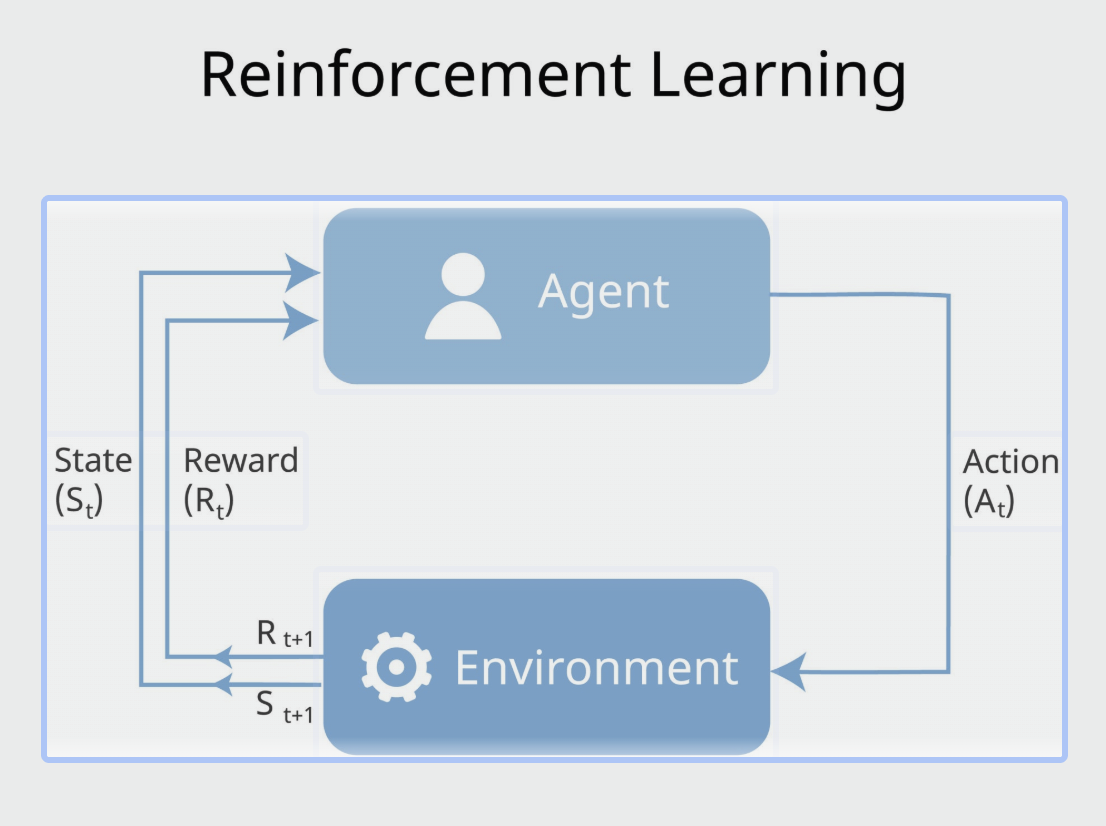 Reinforcement Learning
Agent
State
(Sₜ)
Reward
(Rₜ)
Action
(Aₜ)
R t+1
Environment
S t+1